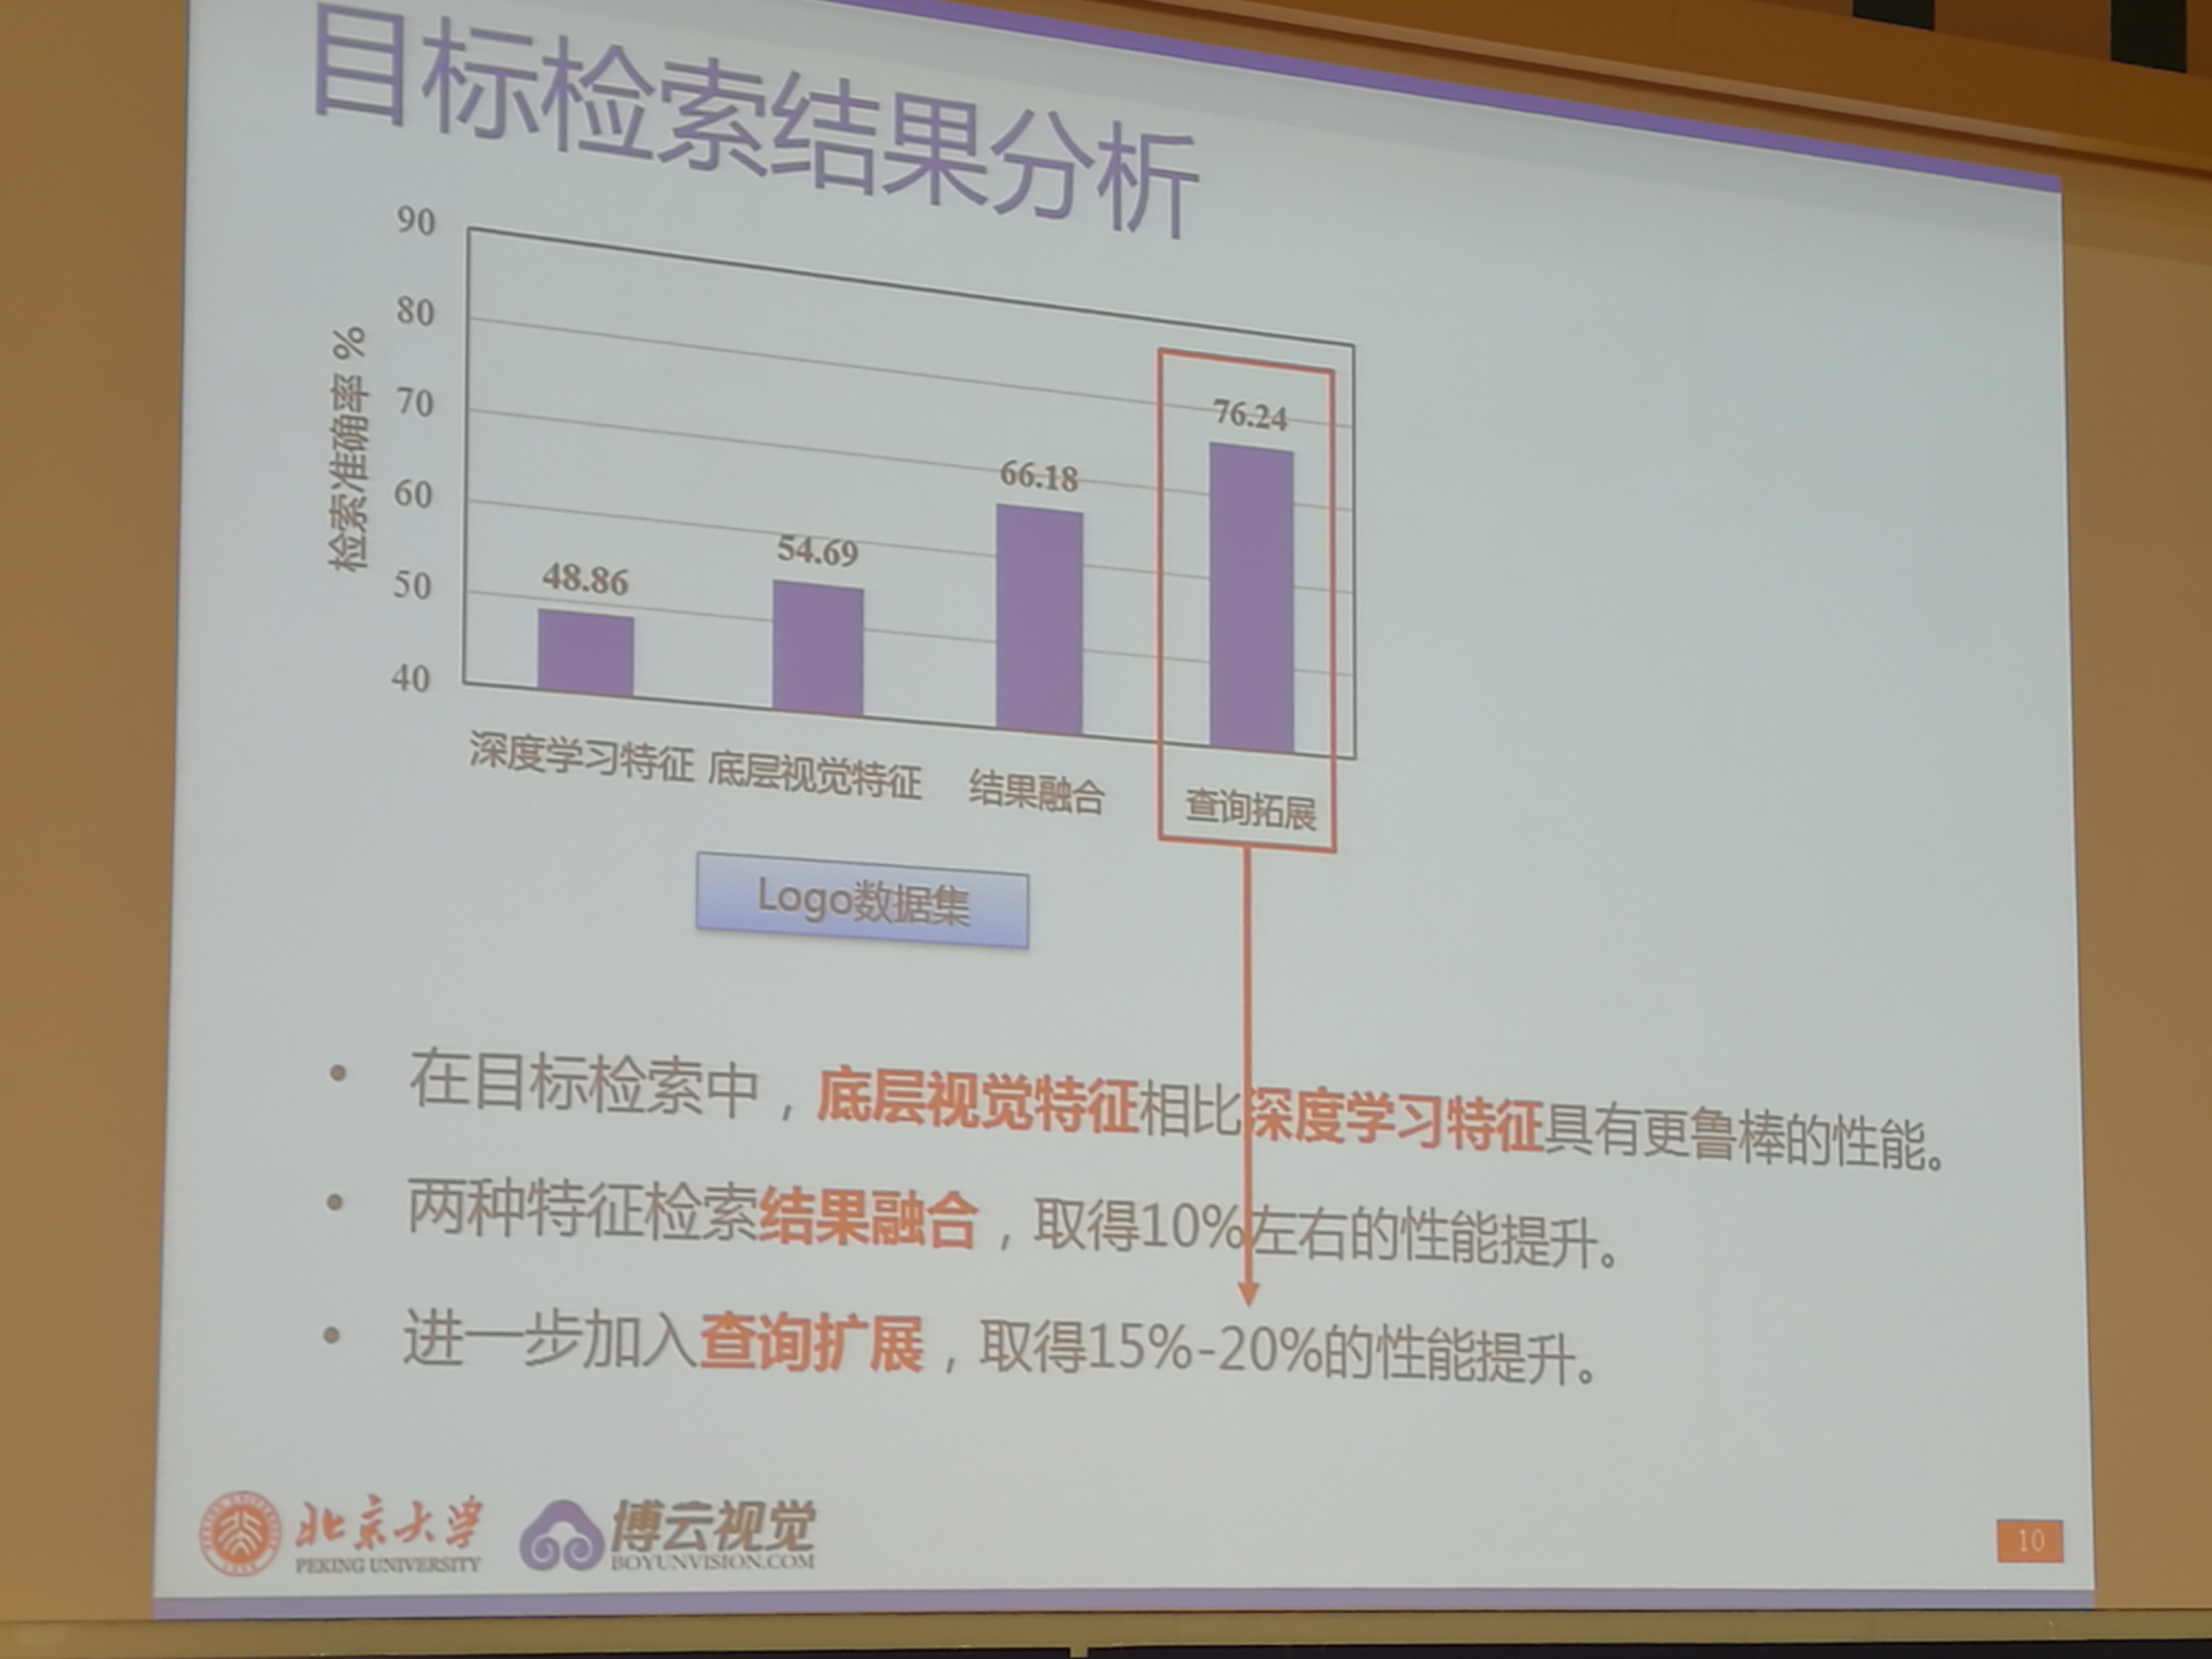 目标检索结果分析
90
80
70
60
50
40
检索准确率 %
48.86
54.69
66.18
76.24
深度学习特征 底层视觉特征 结果融合 查询拓展
Logo数据集
• 在目标检索中，底层视觉特征相比深度学习特征具有更鲁棒的性能。
• 两种特征检索结果融合，取得10%左右的性能提升。
• 进一步加入查询扩展，取得15%-20%的性能提升。
北京大学
PEKING UNIVERSITY
博云视觉
BOYUNVISION.COM
10